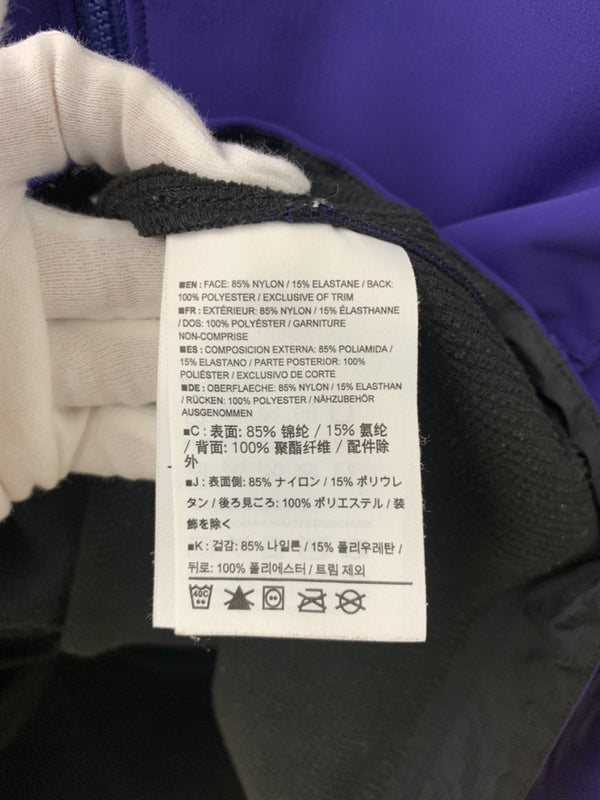 ■EN : FACE: 85% NYLON / 15% ELASTANE / BACK:
100% POLYESTER / EXCLUSIVE OF TRIM
■FR : EXTÉRIEUR: 85% NYLON / 15% ÉLASTHANNE
/ DOS: 100% POLYÉSTER / GARNITURE
NON-COMPRISE
■ES : COMPOSICION EXTERNA: 85% POLIAMIDA /
15% ELASTANO / PARTE POSTERIOR: 100%
POLIÉSTER / EXCLUSIVO DE CORTE
■DE : OBERFLAECHE: 85% NYLON / 15% ELASTHAN
/ RÜCKEN: 100% POLYESTER / NÄHZUBEHÖR
AUSGENOMMEN
■C : 表面: 85% 锦纶 / 15% 氨纶
/ 背面: 100% 聚酯纤维 / 配件除
外
■J : 表面側: 85% ナイロン / 15% ポリウレ
タン / 後ろ見ごろ: 100% ポリエステル / 装
飾を除く
■K : 겉감: 85% 나일론 / 15% 폴리우레탄 /
뒤로: 100% 폴리에스터 / 트림 제외
40C